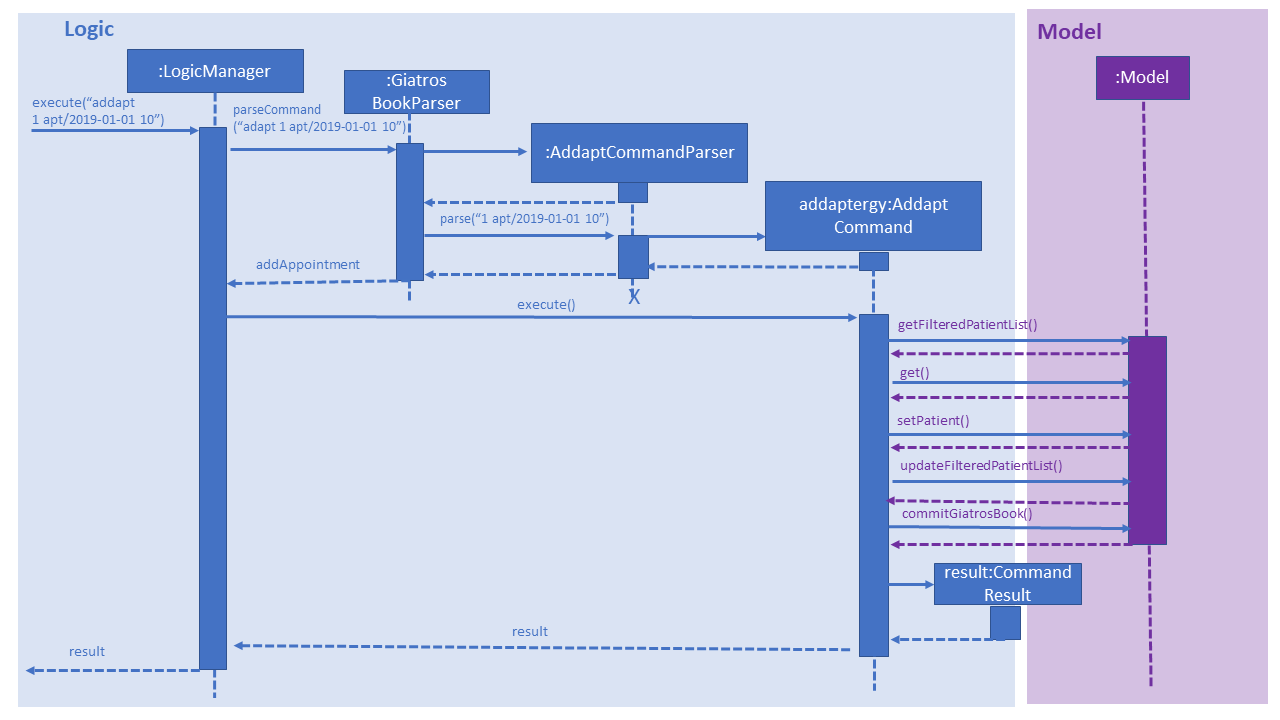 Logic
Model
:LogicManager
:Giatros
BookParser
:Model
execute(“addapt
1 apt/2019-01-01 10”)
parseCommand
(“adapt 1 apt/2019-01-01 10”)
:AddaptCommandParser
addaptergy:Addapt
Command
parse(“1 apt/2019-01-01 10”)
addAppointment
X
execute()
getFilteredPatientList()
get()
setPatient()
updateFilteredPatientList()
commitGiatrosBook()
result:Command
Result
result
result